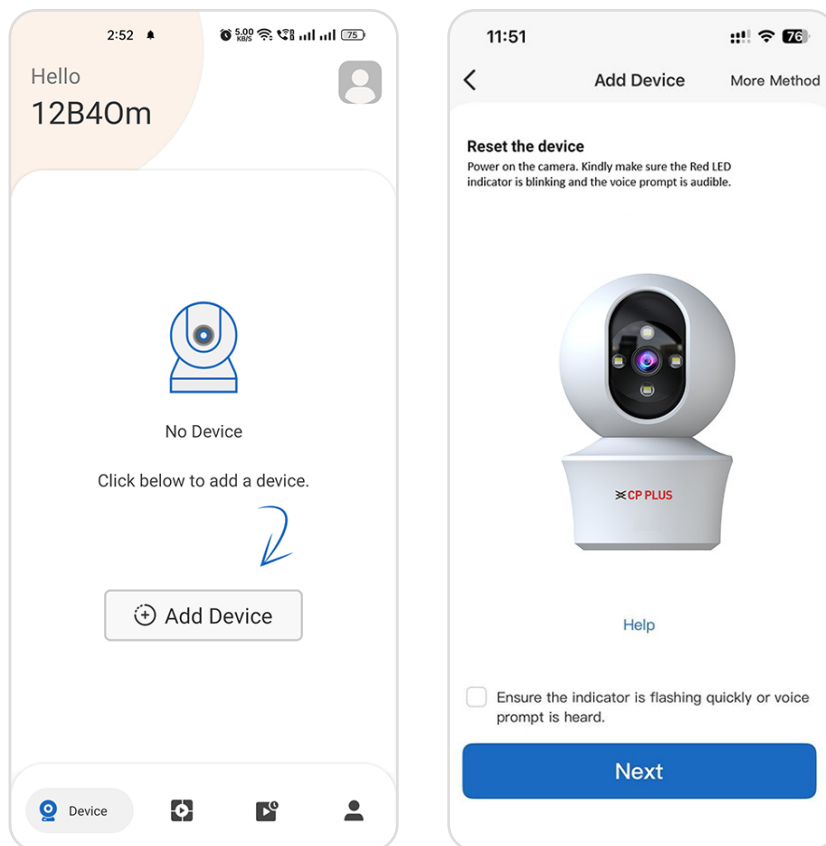 2:52
5.00 KB/S
75
Hello
12B4Om
No Device
Click below to add a device.
Add Device
Device
11:51
76
Add Device
More Method
Reset the device
Power on the camera. Kindly make sure the Red LED
indicator is blinking and the voice prompt is audible.
CP PLUS
Help
Ensure the indicator is flashing quickly or voice
prompt is heard.
Next